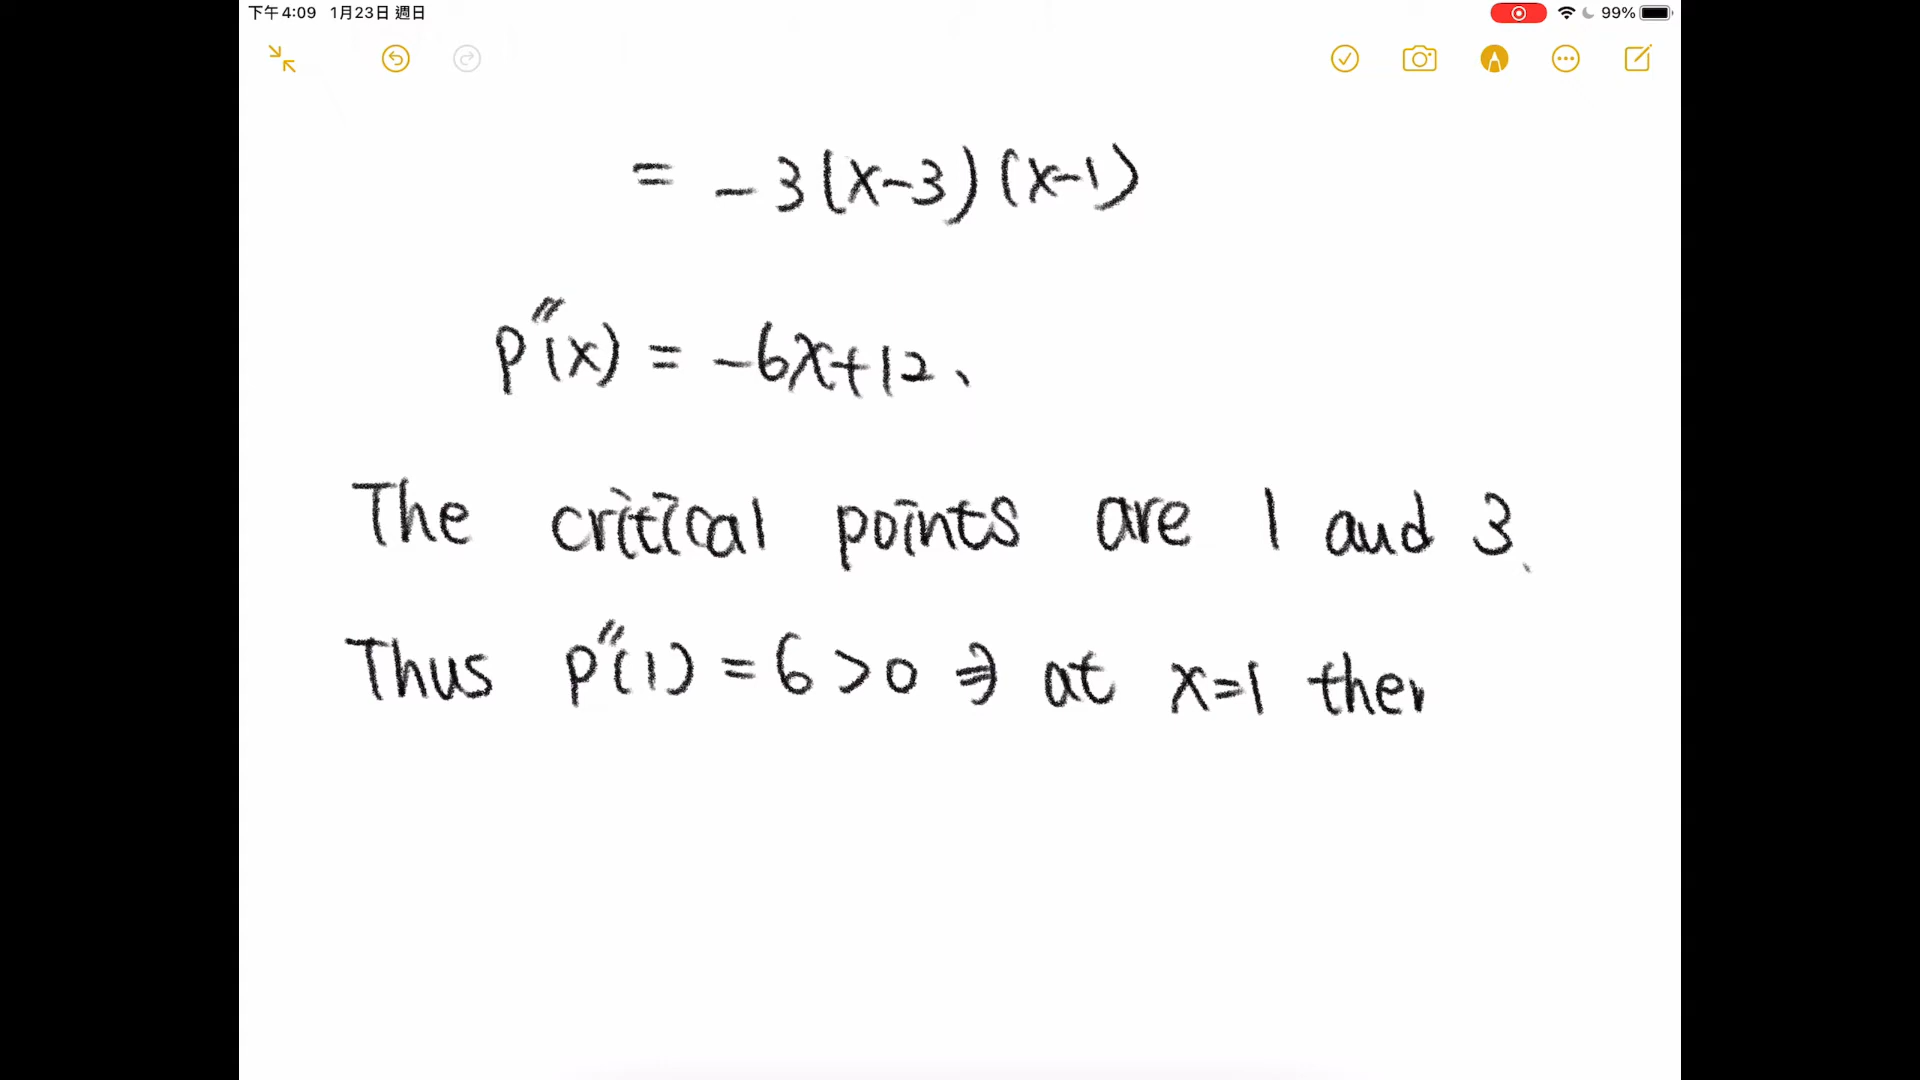 下午4:09 1月23日 週日 99%
= -3(x-3)(x-1)
P''(x) = -6x+12.
The critical points are 1 and 3.
Thus P''(1) = 6 > 0 ⇒ at x=1 ther